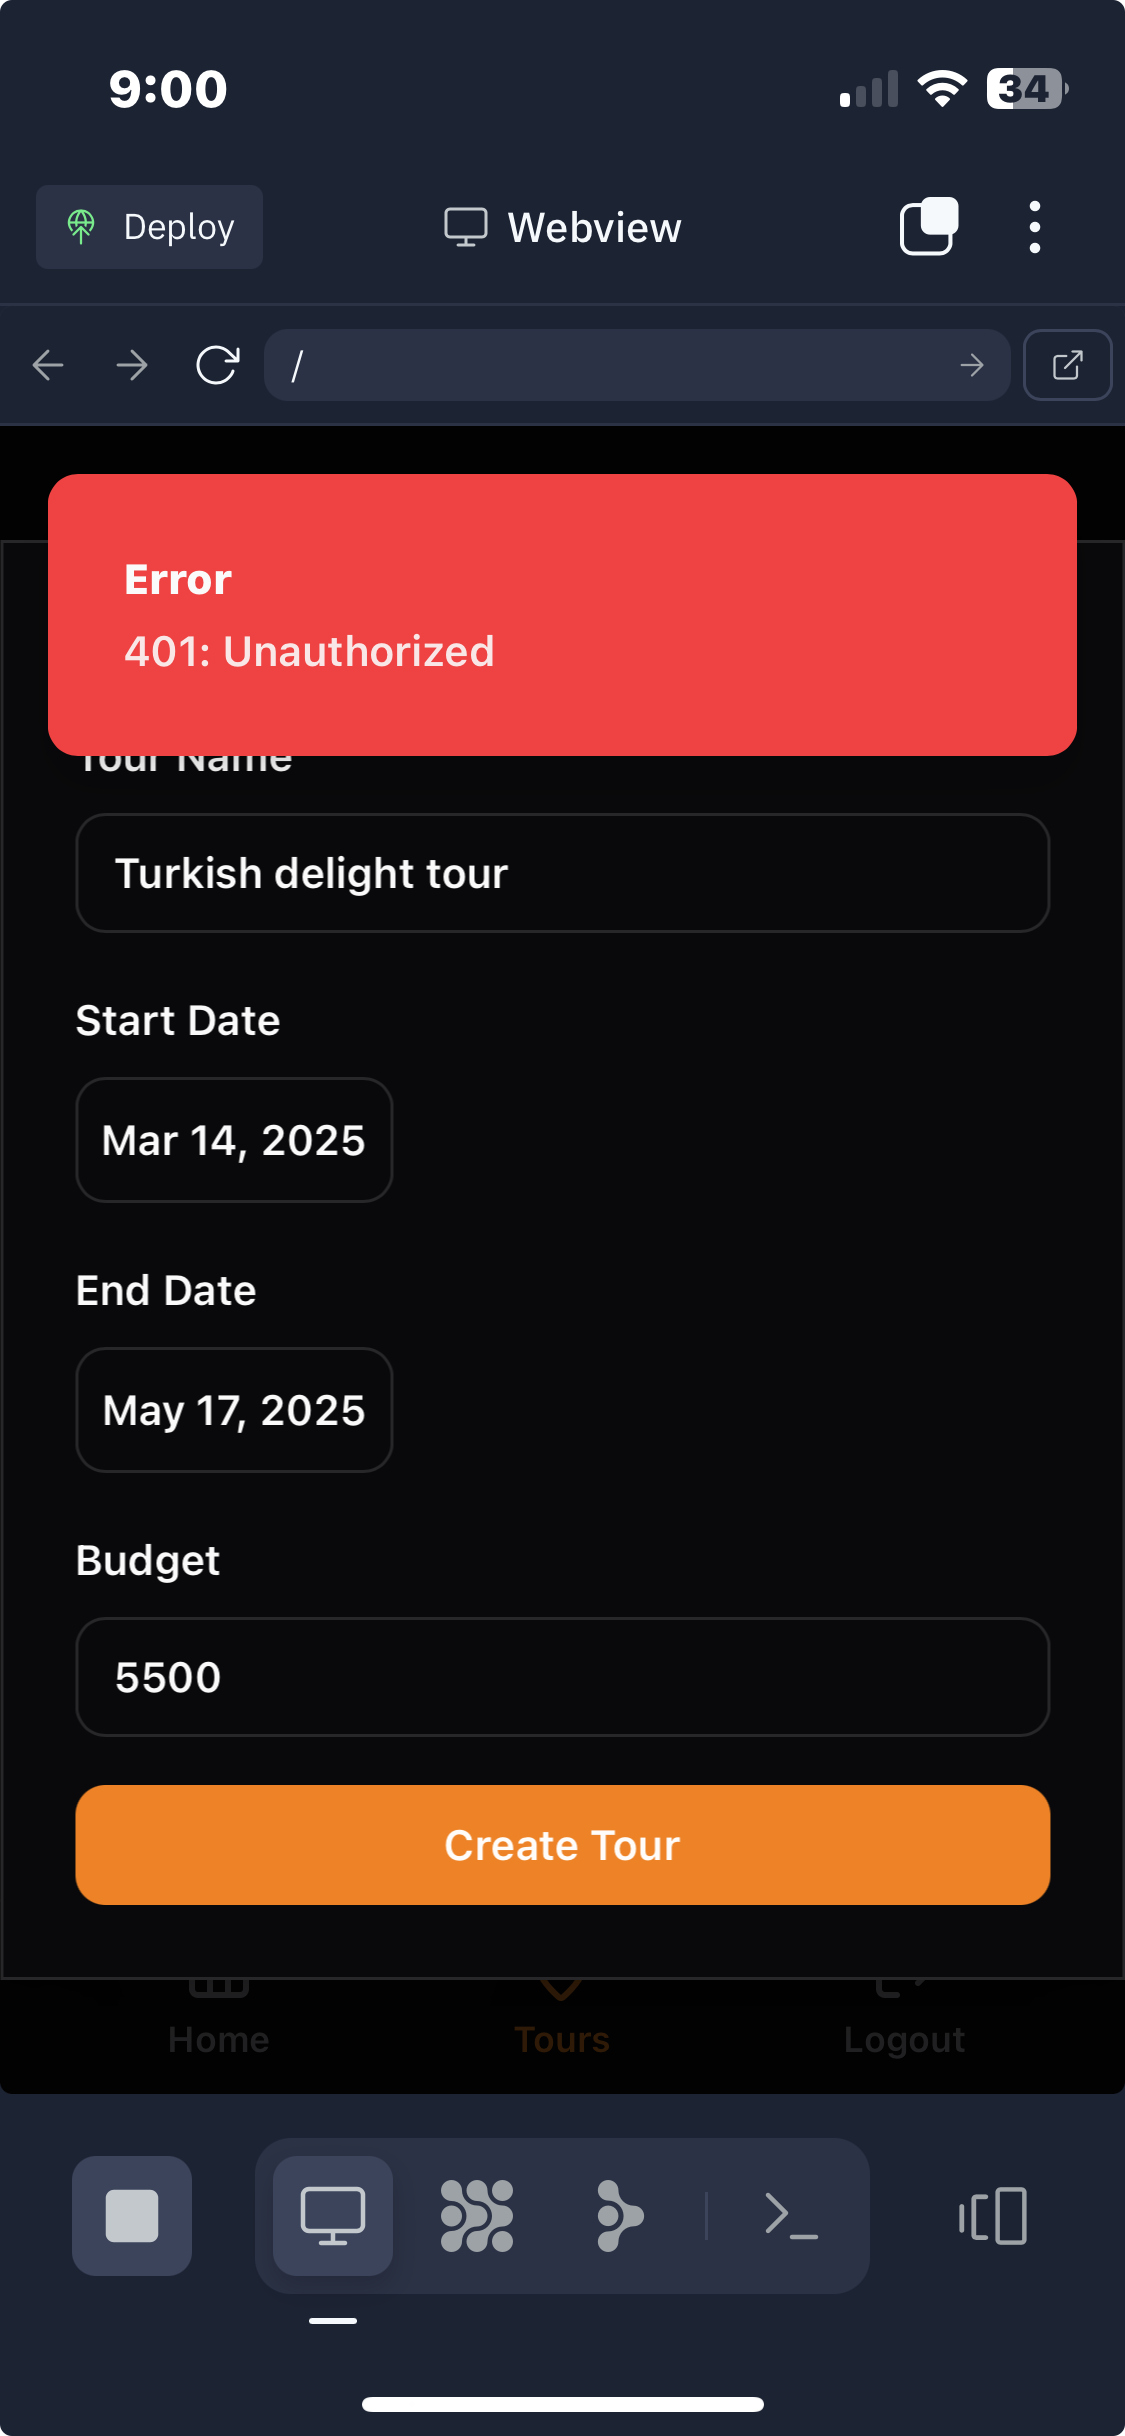 9:00
34
Deploy
Webview
/
Error
401: Unauthorized
Tour Name
Turkish delight tour
Start Date
Mar 14, 2025
End Date
May 17, 2025
Budget
5500
Create Tour
Home
Tours
Logout